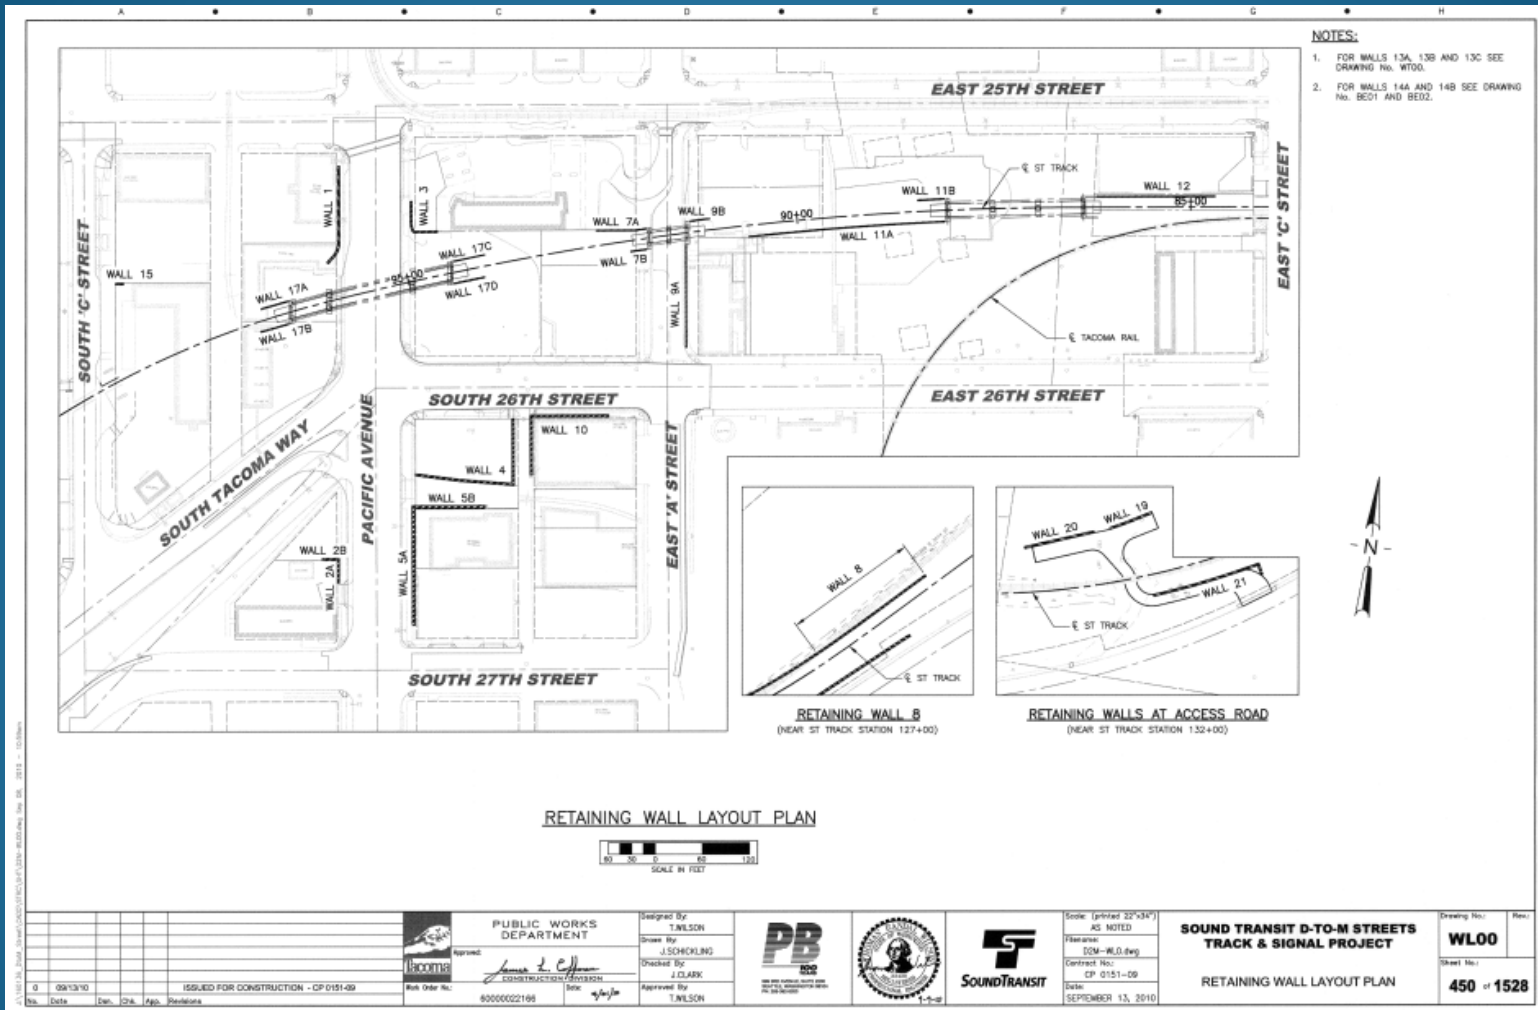 A B C D E F G H
NOTES:
1. FOR WALLS 13A, 13B AND 13C SEE
DRAWING No. WT00.
2. FOR WALLS 14A AND 14B SEE DRAWING
No. BE01 AND BE02.
EAST 25TH STREET
EAST 'C' STREET
SOUTH 'C' STREET
WALL 1
WALL 3
WALL 7A
WALL 9B
WALL 11B
℄ ST TRACK
WALL 12
85+00
90+00
WALL 11A
WALL 7B
WALL 17C
95+00
WALL 17D
WALL 15
WALL 17A
WALL 17B
WALL 9A
℄ TACOMA RAIL
SOUTH 26TH STREET
EAST 26TH STREET
PACIFIC AVENUE
SOUTH TACOMA WAY
EAST 'A' STREET
WALL 10
WALL 4
WALL 5B
WALL 5A
WALL 2B
WALL 2A
SOUTH 27TH STREET
WALL 8
℄ ST TRACK
RETAINING WALL 8
(NEAR ST TRACK STATION 127+00)
WALL 20
WALL 19
WALL 21
℄ ST TRACK
RETAINING WALLS AT ACCESS ROAD
(NEAR ST TRACK STATION 132+00)
N
RETAINING WALL LAYOUT PLAN
60 30 0 60 120
SCALE IN FEET
0 09/13/10 ISSUED FOR CONSTRUCTION - CP 0151-09
No. Date Dsn. Chk. App. Revisions
Tacoma
PUBLIC WORKS
DEPARTMENT
Approved:
CONSTRUCTION DIVISION
Work Order No.:
60000022166
Date:
Designed By:
T.WILSON
Drawn By:
J.SCHICKLING
Checked By:
J.CLARK
Approved By:
T.WILSON
PB
100
YEARS
SOUNDTRANSIT
Scale: (printed 22"x34")
AS NOTED
Filename:
D2M-WL0.dwg
Contract No.:
CP 0151-09
Date:
SEPTEMBER 13, 2010
SOUND TRANSIT D-TO-M STREETS
TRACK & SIGNAL PROJECT
RETAINING WALL LAYOUT PLAN
Drawing No.: Rev.:
WL00
Sheet No.:
450 of 1528